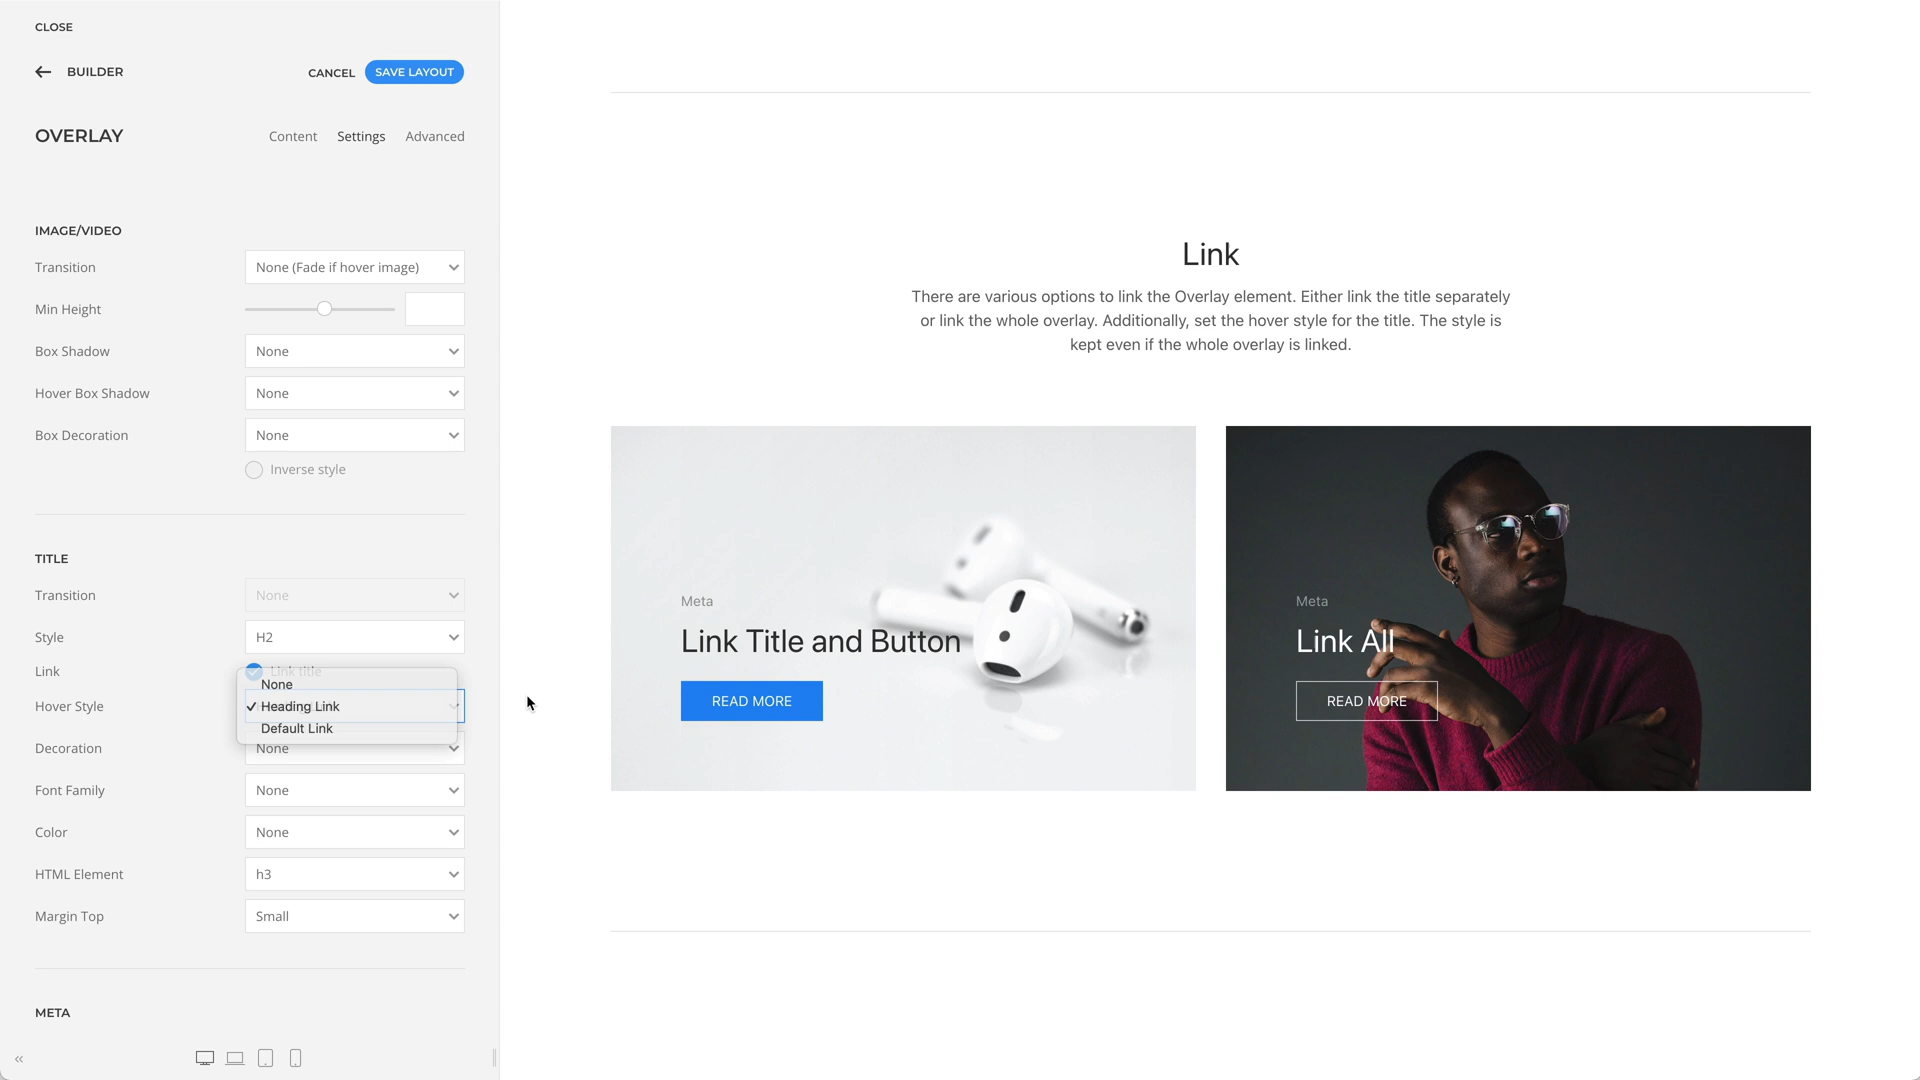 CLOSE
BUILDER
CANCEL
SAVE LAYOUT
OVERLAY
Content
Settings
Advanced
IMAGE/VIDEO
Transition
None (Fade if hover image)
Min Height
Box Shadow
None
Hover Box Shadow
None
Box Decoration
None
Inverse style
TITLE
Transition
None
Style
H2
Link
Link title
None
Hover Style
Heading Link
Default Link
Decoration
None
Font Family
None
Color
None
HTML Element
h3
Margin Top
Small
META
Link
There are various options to link the Overlay element. Either link the title separately
or link the whole overlay. Additionally, set the hover style for the title. The style is
kept even if the whole overlay is linked.
Meta
Link Title and Button
READ MORE
Meta
Link All
READ MORE